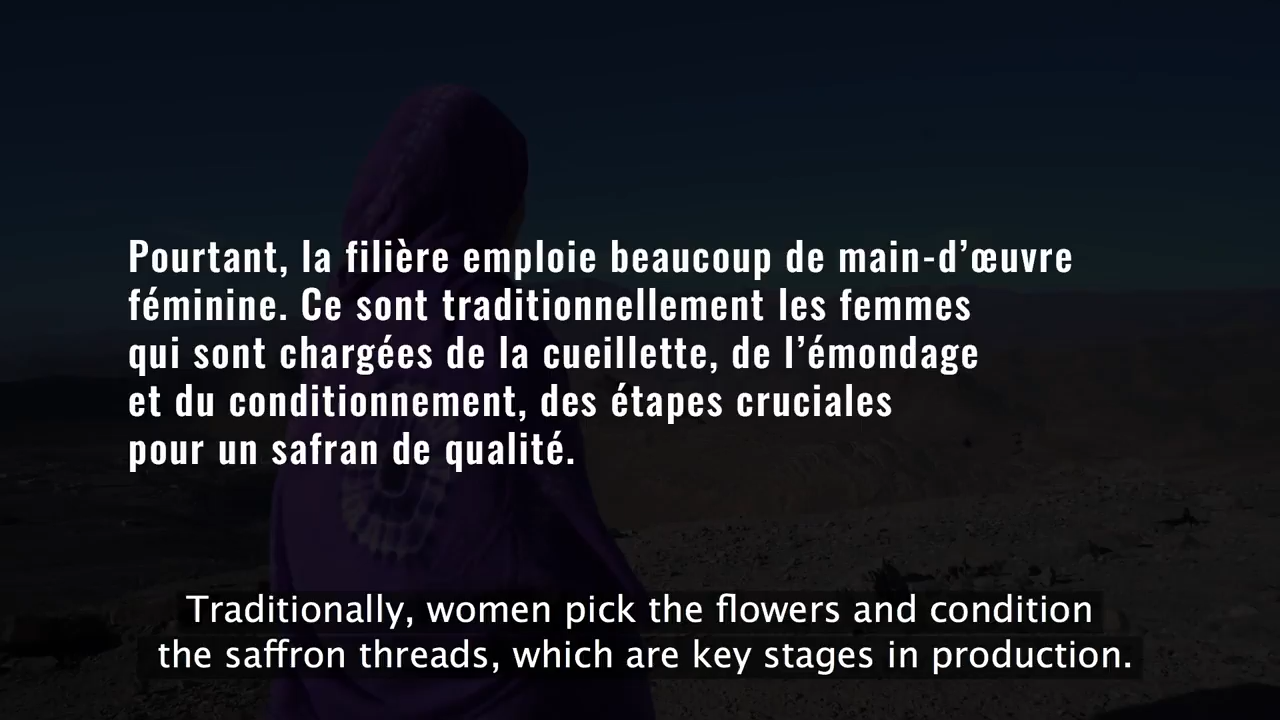 Pourtant, la filière emploie beaucoup de main-d’œuvre
féminine. Ce sont traditionnellement les femmes
qui sont chargées de la cueillette, de l’émondage
et du conditionnement, des étapes cruciales
pour un safran de qualité.
Traditionally, women pick the flowers and condition
the saffron threads, which are key stages in production.